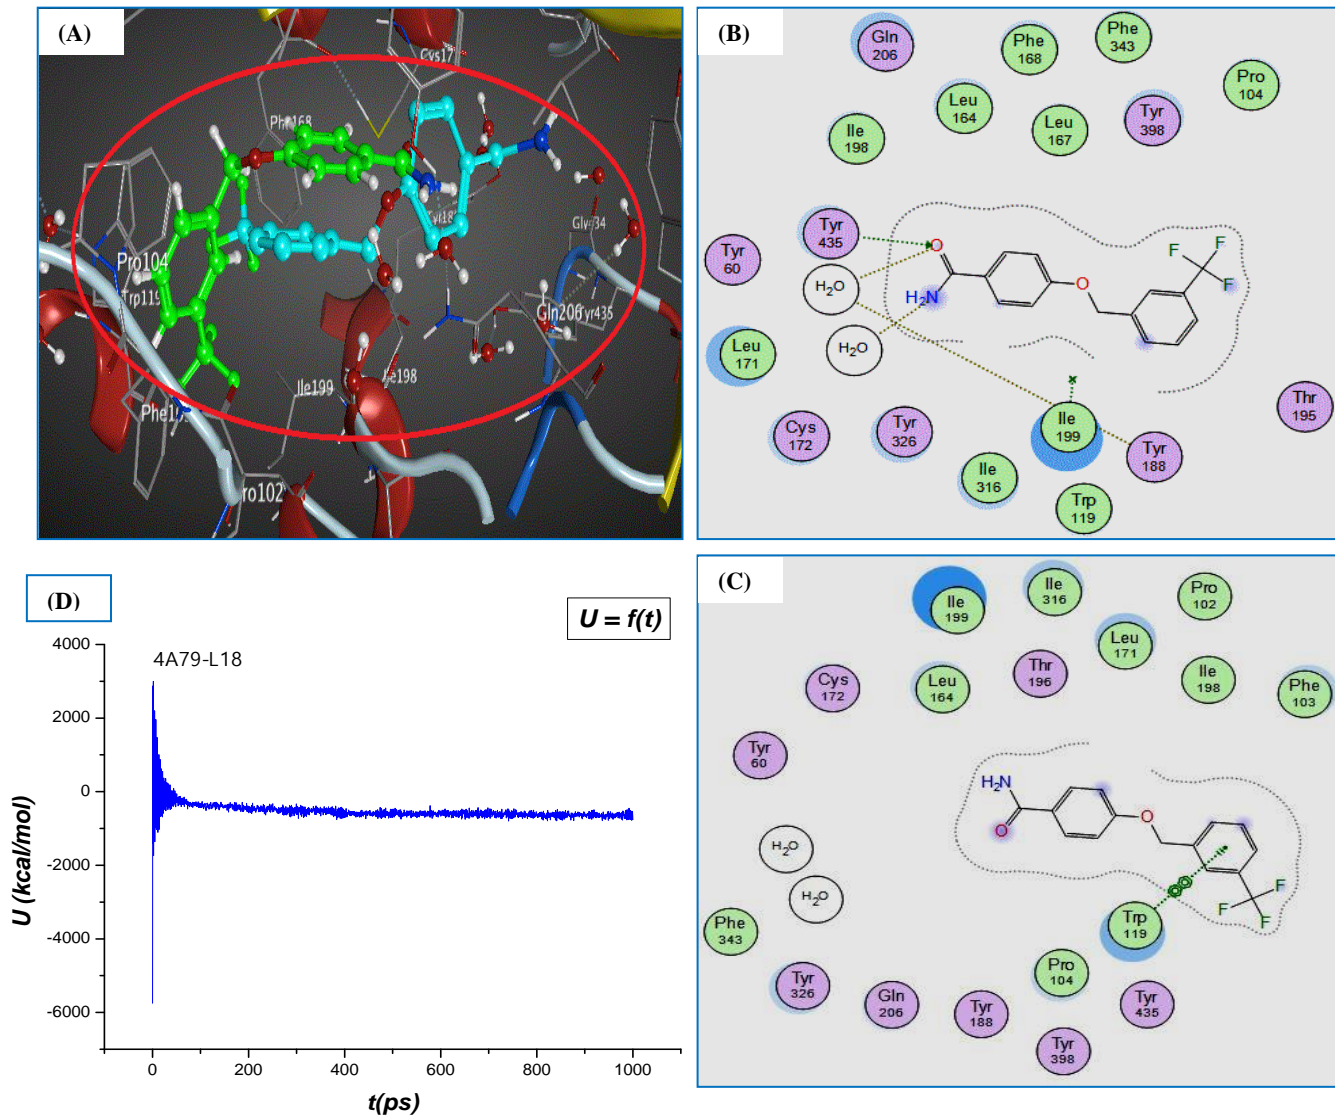 (A)
Cys17
Phe168
Tyr18
Gly434
Pro104
Trp119
Gln206
Tyr435
Ile199
Ile198
ro102
(B)
Gln
206
Phe
168
Phe
343
Pro
104
Leu
164
Leu
167
Tyr
398
Ile
198
Tyr
60
Tyr
435
H₂O
H₂O
O
H₂N
O
F
F
F
Leu
171
Cys
172
Tyr
326
Ile
199
Tyr
188
Thr
195
Ile
316
Trp
119
(C)
Ile
199
Ile
316
Pro
102
Leu
171
Cys
172
Leu
164
Thr
196
Ile
198
Phe
103
Tyr
60
H₂N
O
O
F
F
F
H₂O
H₂O
Phe
343
Trp
119
Tyr
326
Gln
206
Tyr
188
Pro
104
Tyr
435
Tyr
398
(D)
U = f(t)
4A79-L18
4000
2000
0
-2000
-4000
-6000
U (kcal/mol)
0 200 400 600 800 1000
t(ps)